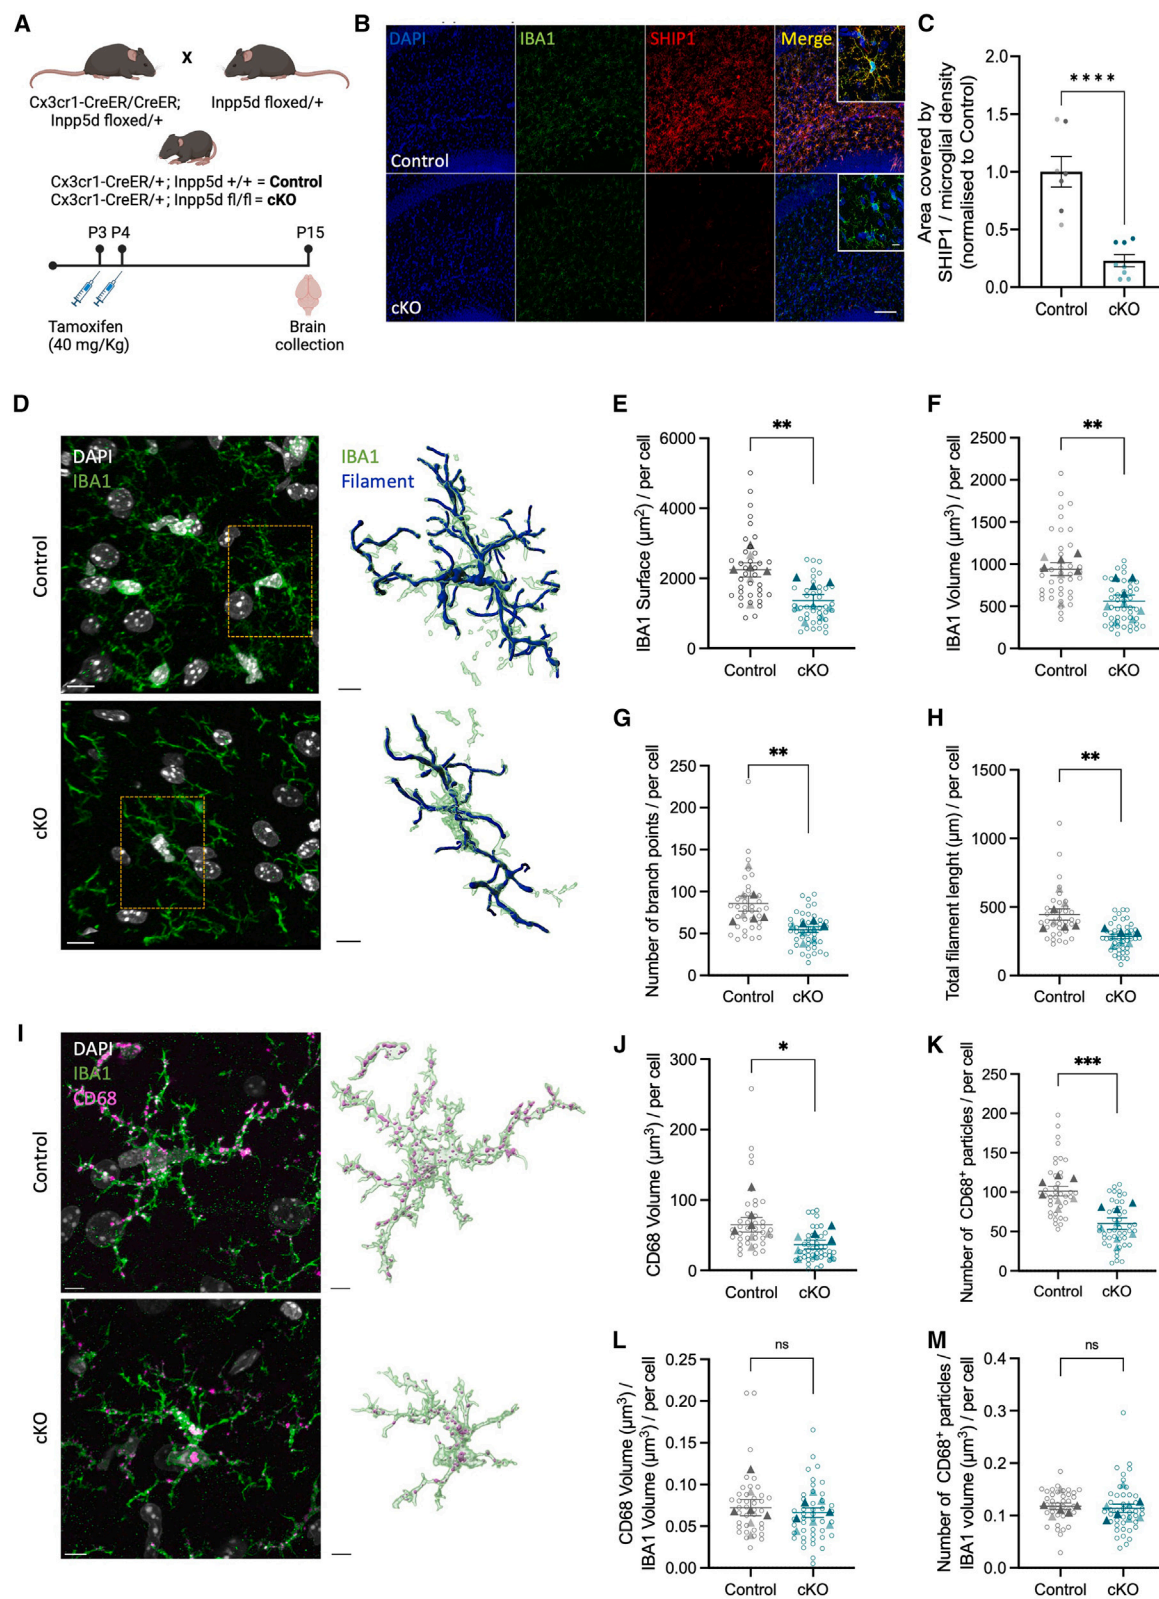 A
x
Cx3cr1-CreER/CreER;
Inpp5d floxed/+
Inpp5d floxed/+
Cx3cr1-CreER/+; Inpp5d +/+ = Control
Cx3cr1-CreER/+; Inpp5d fl/fl = cKO
P3 P4
P15
Tamoxifen
(40 mg/Kg)
Brain
collection
B
DAPI
IBA1
SHIP1
Merge
Control
cKO
C
Area covered by
SHIP1 / microglial density
(normalised to Control)
2.0
1.5
1.0
0.5
0.0
****
Control
cKO
D
Control
DAPI
IBA1
IBA1
Filament
cKO
E
IBA1 Surface (µm²) / per cell
6000
4000
2000
0
**
Control
cKO
F
IBA1 Volume (µm³) / per cell
2500
2000
1500
1000
500
0
**
Control
cKO
G
Number of branch points / per cell
250
200
150
100
50
0
**
Control
cKO
H
Total filament lenght (µm) / per cell
1500
1000
500
0
**
Control
cKO
I
Control
DAPI
IBA1
CD68
cKO
J
CD68 Volume (µm³) / per cell
300
200
100
0
*
Control
cKO
K
Number of CD68⁺ particles / per cell
250
200
150
100
50
0
***
Control
cKO
L
CD68 Volume (µm³) /
IBA1 Volume (µm³) / per cell
0.25
0.20
0.15
0.10
0.05
0.00
ns
Control
cKO
M
Number of CD68⁺ particles /
IBA1 volume (µm³) / per cell
0.4
0.3
0.2
0.1
0.0
ns
Control
cKO